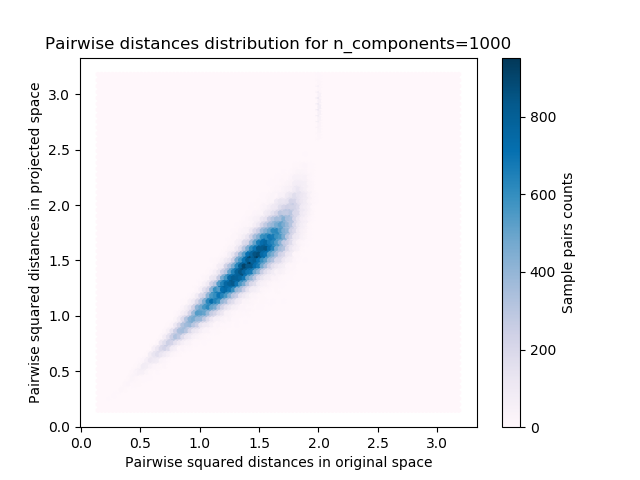 Pairwise distances distribution for n_components=1000
Pairwise squared distances in projected space
3.0
2.5
2.0
1.5
1.0
0.5
0.0
0.0 0.5 1.0 1.5 2.0 2.5 3.0
Pairwise squared distances in original space
800
600
400
200
0
Sample pairs counts